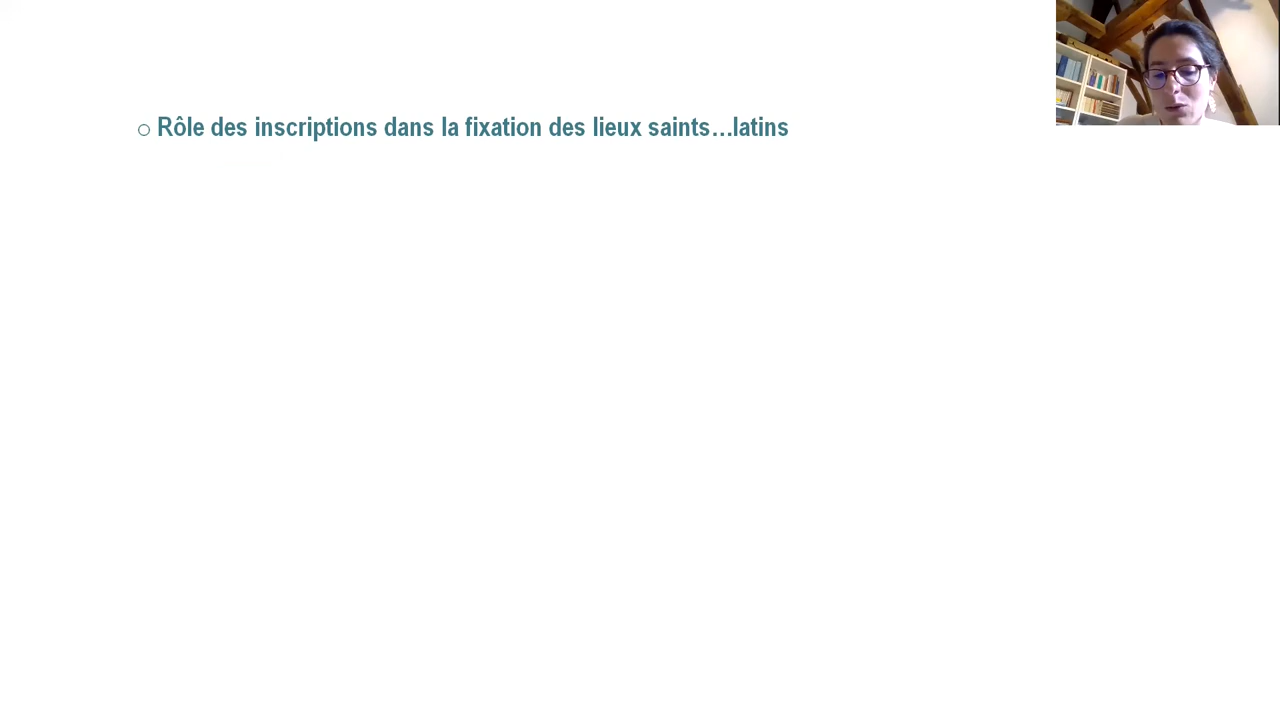 Rôle des inscriptions dans la fixation des lieux saints…latins